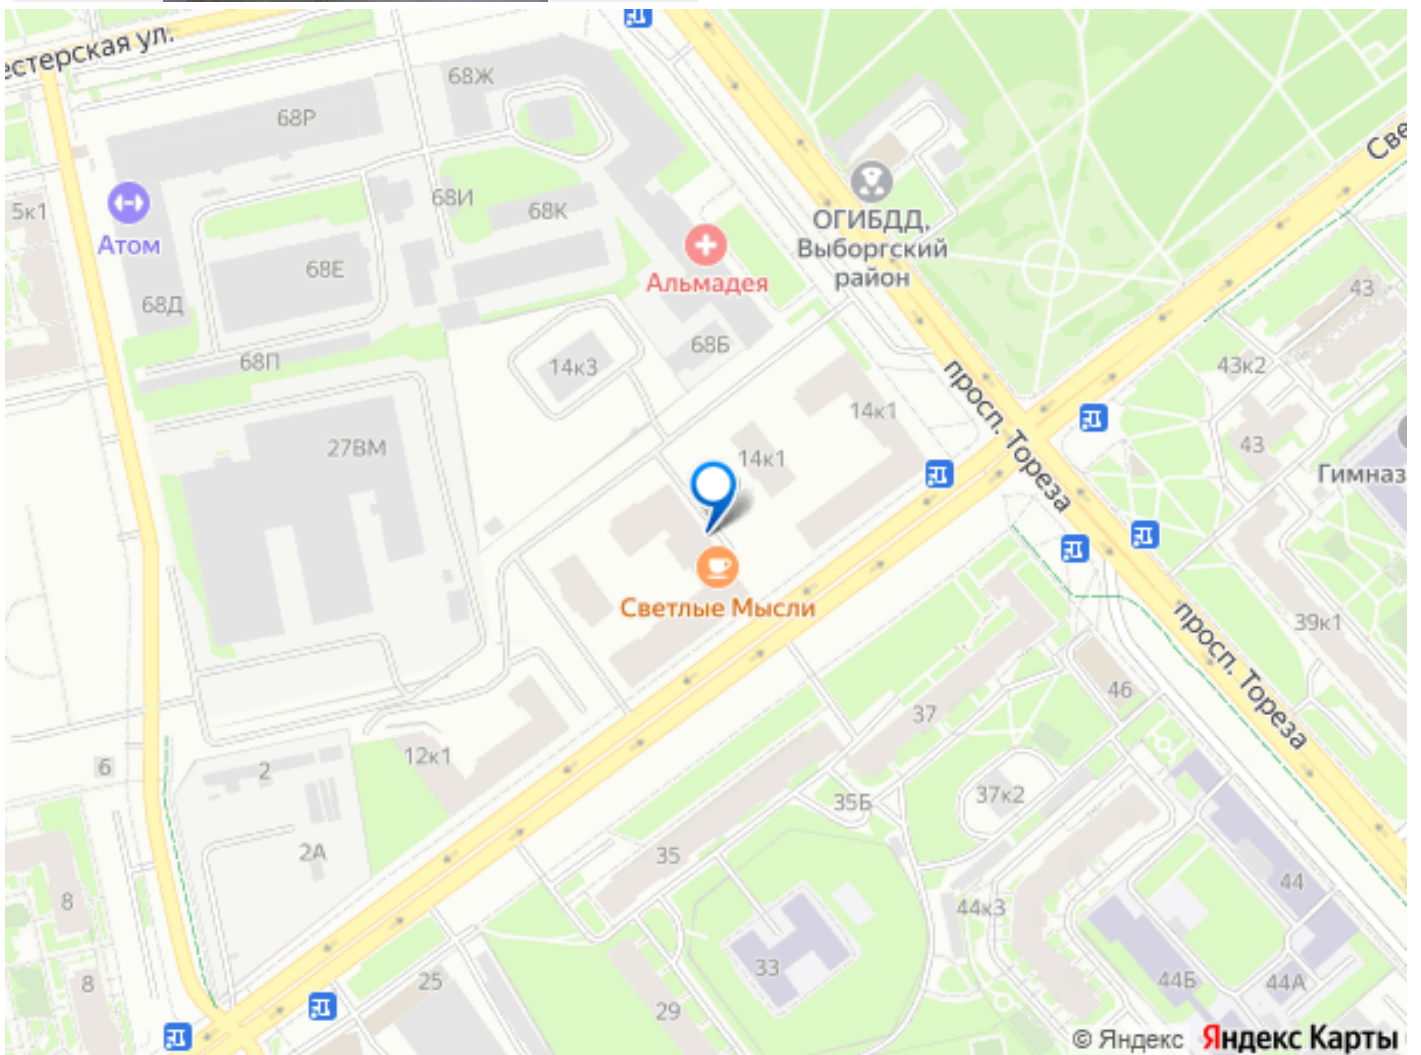 естерская ул.
68Ж
68Р
Све
5к1
68И
68К
ОГИБДД,
Выборгский
район
Атом
68Е
Альмадея
43
68Д
68Б
68П
14к3
43к2
просп. Тореза
14к1
27ВМ
14к1
43
Гимназ
Светлые Мысли
39к1
просп. Тореза
46
37
12к1
6
2
37к2
35Б
2А
35
44
8
44к3
33
25
44Б
44А
8
29
© Яндекс Яндекс Карты